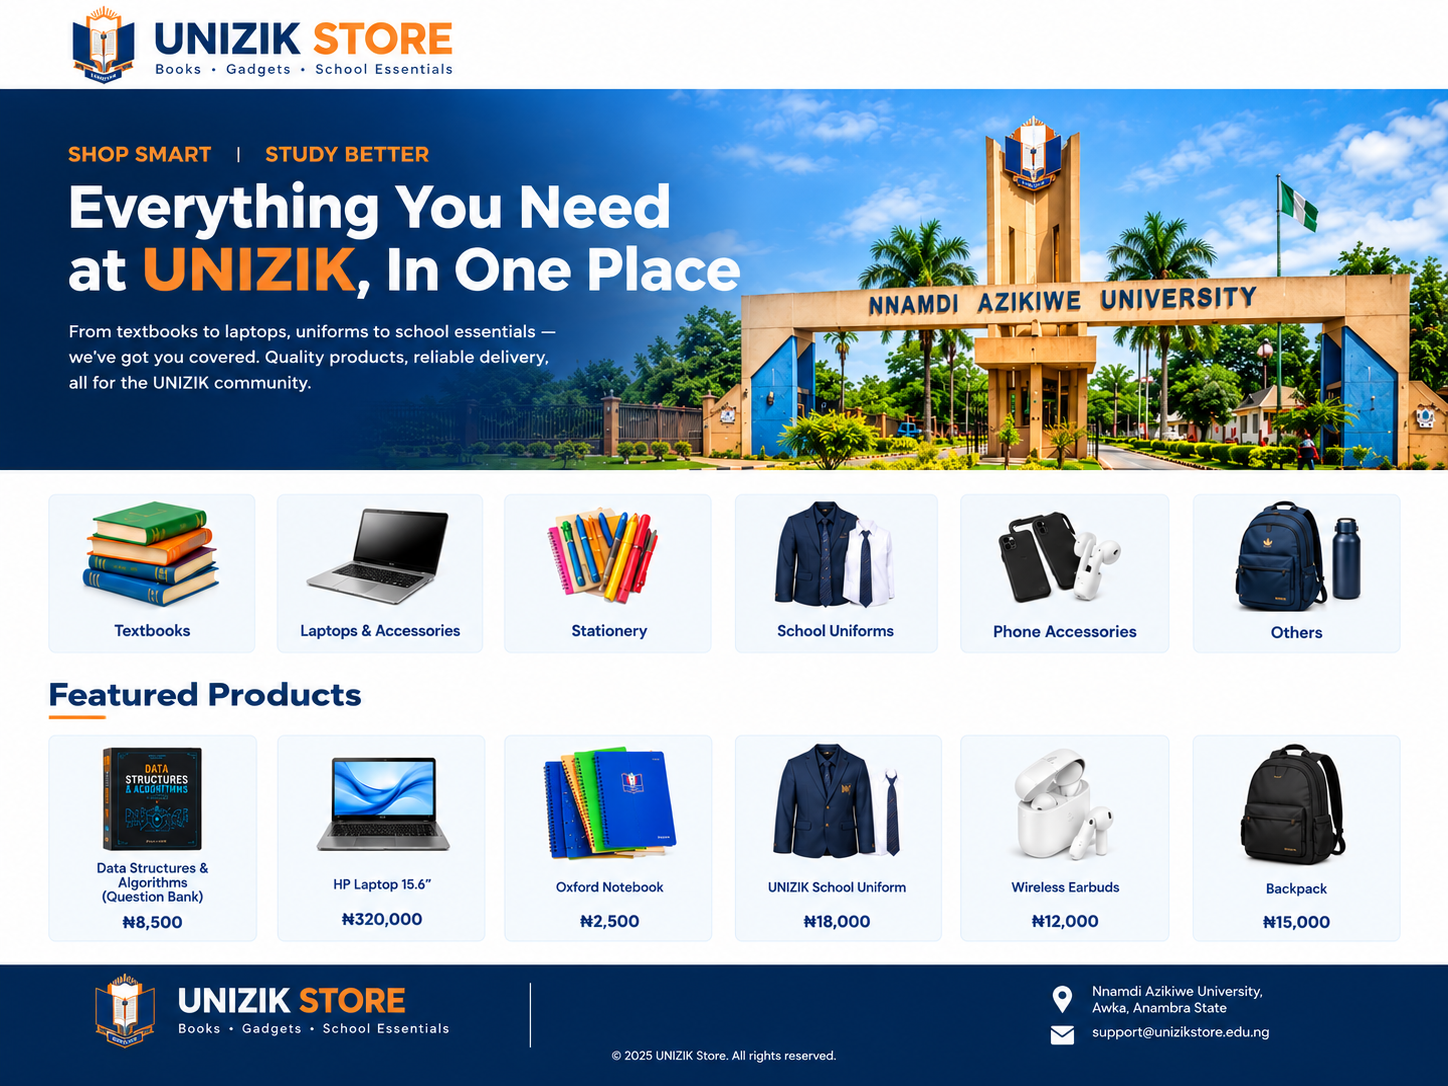 UNIZIK STORE
Books • Gadgets • School Essentials
SHOP SMART | STUDY BETTER
Everything You Need
at UNIZIK, In One Place
From textbooks to laptops, uniforms to school essentials —
we've got you covered. Quality products, reliable delivery,
all for the UNIZIK community.
NNAMDI AZIKIWE UNIVERSITY
Textbooks
Laptops & Accessories
Stationery
School Uniforms
Phone Accessories
Others
Featured Products
DATA
STRUCTURES
& ALGORITHMS
Data Structures &
Algorithms
(Question Bank)
₦8,500
HP Laptop 15.6″
₦320,000
Oxford Notebook
₦2,500
UNIZIK School Uniform
₦18,000
Wireless Earbuds
₦12,000
Backpack
₦15,000
UNIZIK STORE
Books • Gadgets • School Essentials
© 2025 UNIZIK Store. All rights reserved.
Nnamdi Azikiwe University,
Awka, Anambra State
support@unizikstore.edu.ng